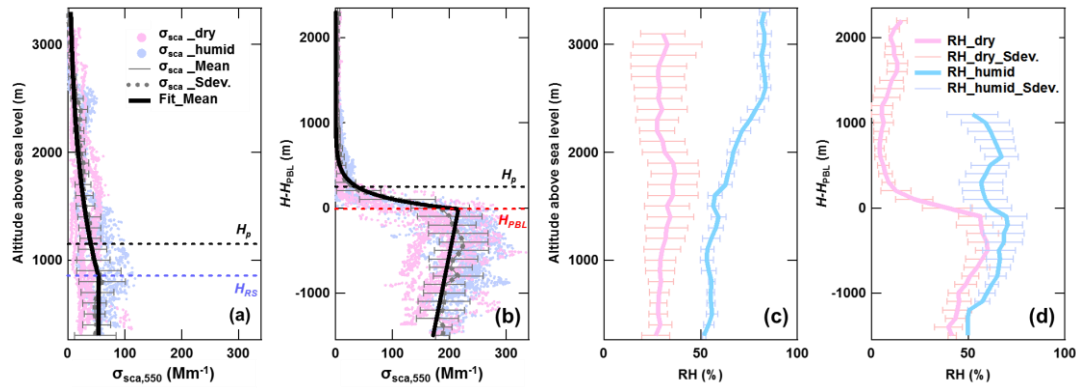 3000
2000
1000
Altitude above sea level (m)
σsca _dry
σsca _humid
σsca _Mean
σsca _Sdev.
Fit_Mean
Hp
HRS
(a)
0 100 200 300
σsca,550 (Mm-1)
2000
1000
0
-1000
H-HPBL (m)
Hp
HPBL
(b)
0 100 200 300
σsca,550 (Mm-1)
3000
2000
1000
Altitude above sea level (m)
(c)
0 50 100
RH (%)
2000
1000
0
-1000
H-HPBL (m)
RH_dry
RH_dry_Sdev.
RH_humid
RH_humid_Sdev.
(d)
0 50 100
RH (%)